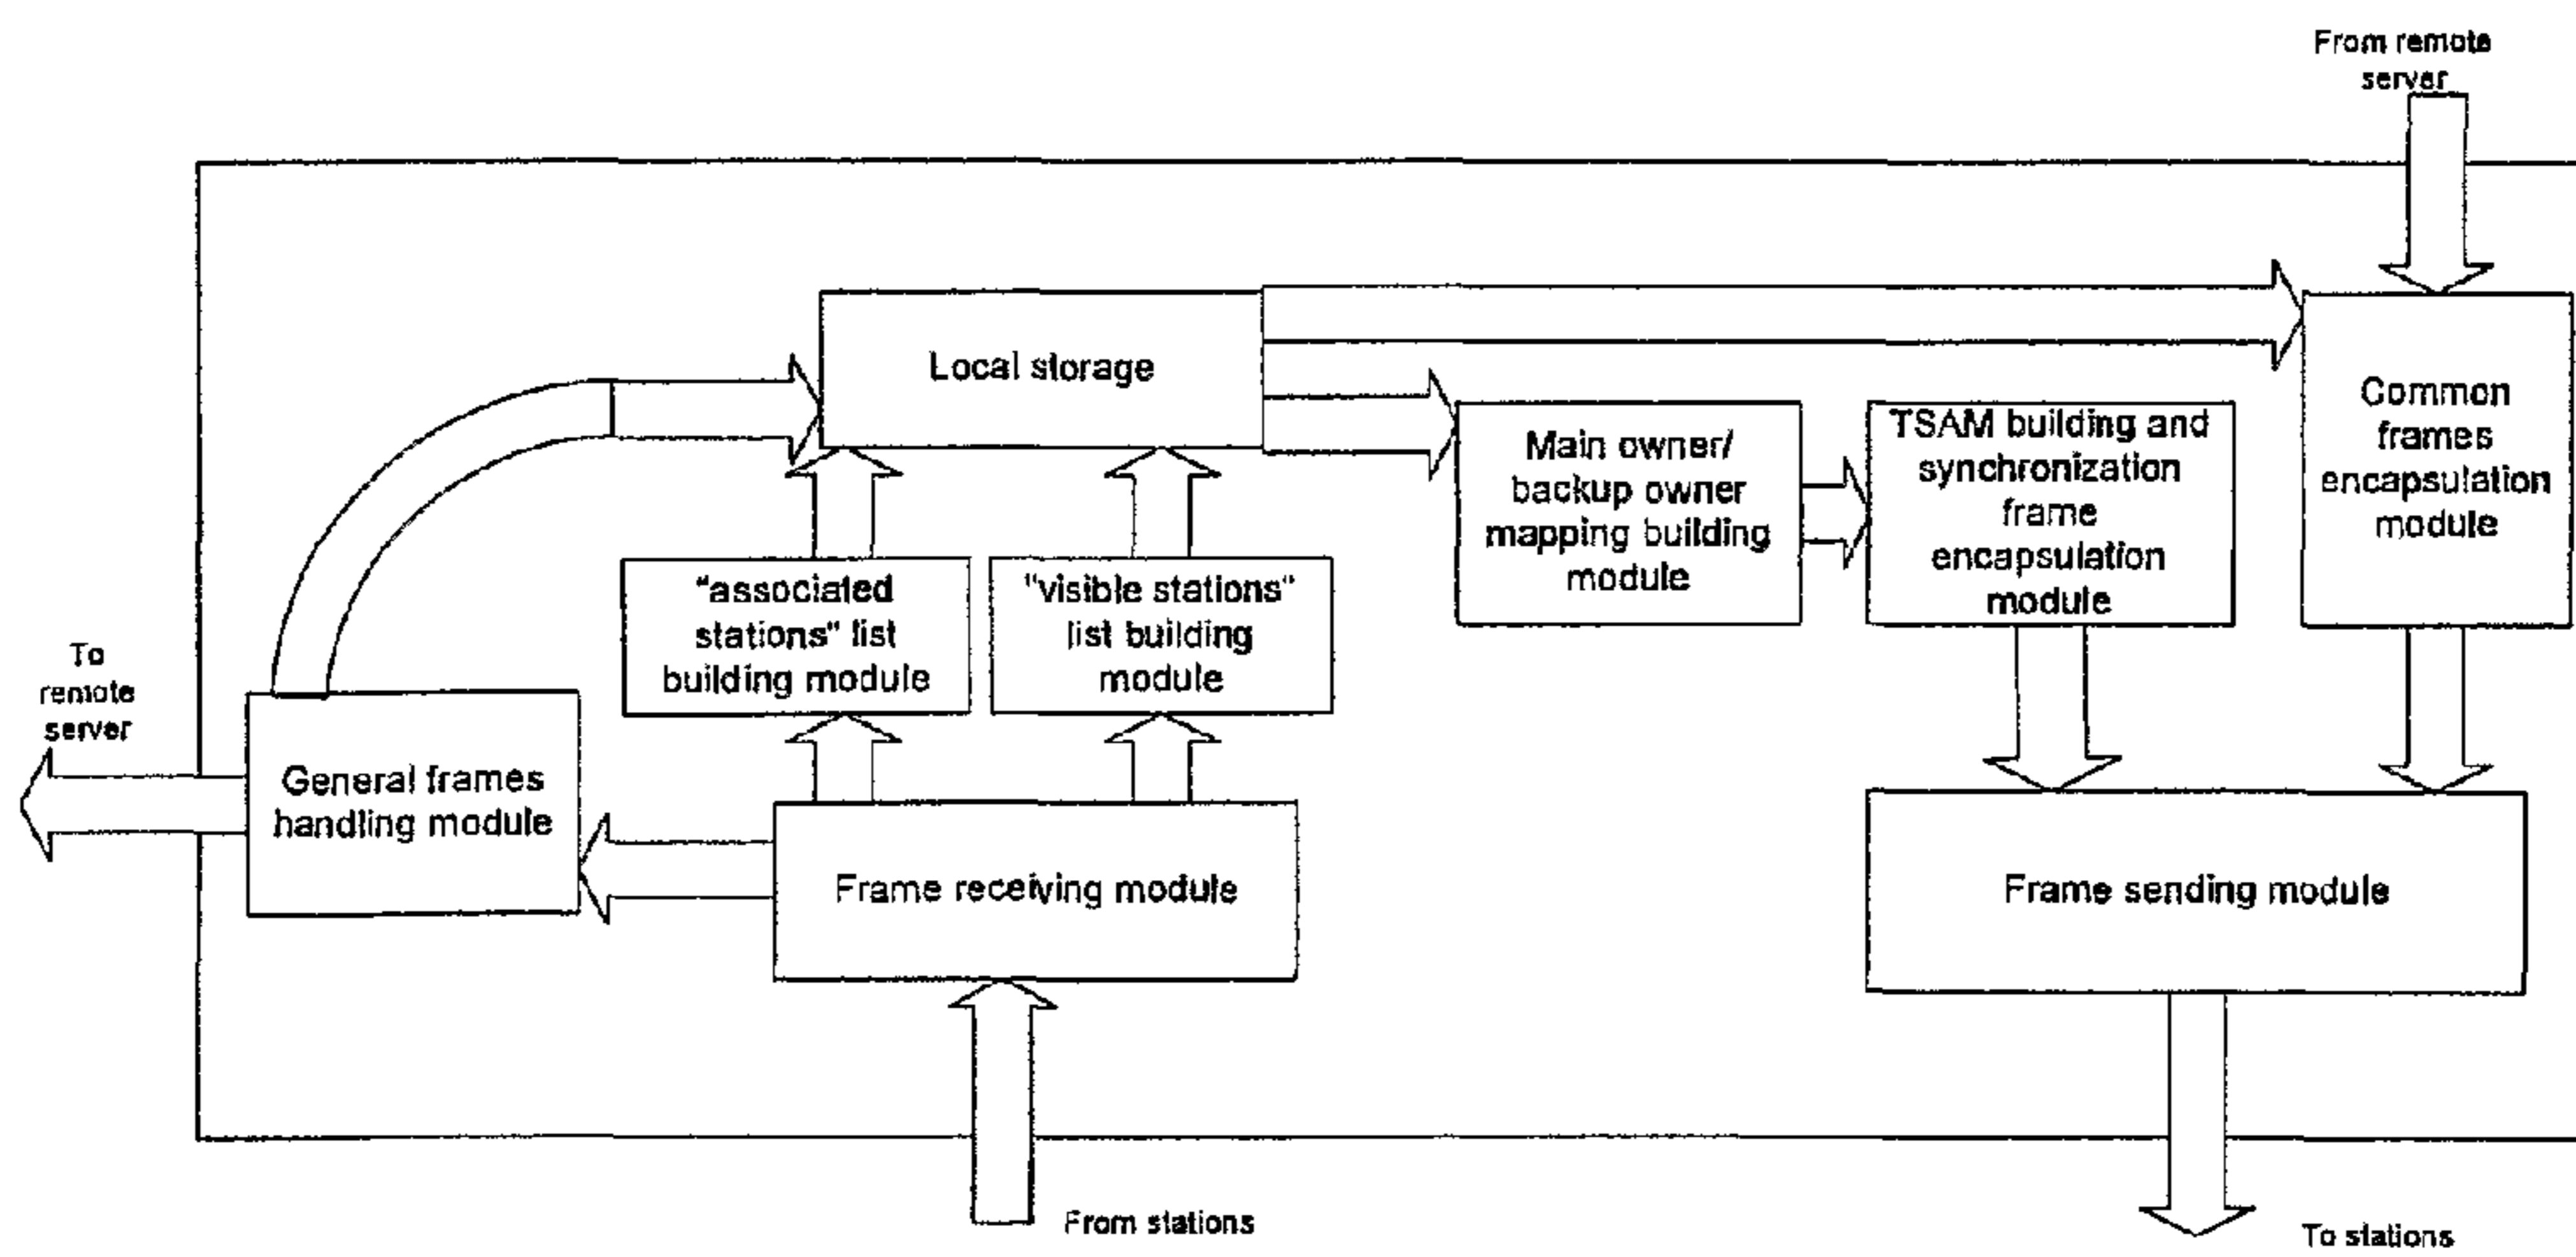 From remote
server
Local storage
Common
frames
encapsulation
module
Main owner/
backup owner
mapping building
module
TSAM building and
synchronization
frame
encapsulation
module
"associated
stations" list
building module
"visible stations"
list building
module
To
remote
server
General frames
handling module
Frame receiving module
Frame sending module
From stations
To stations